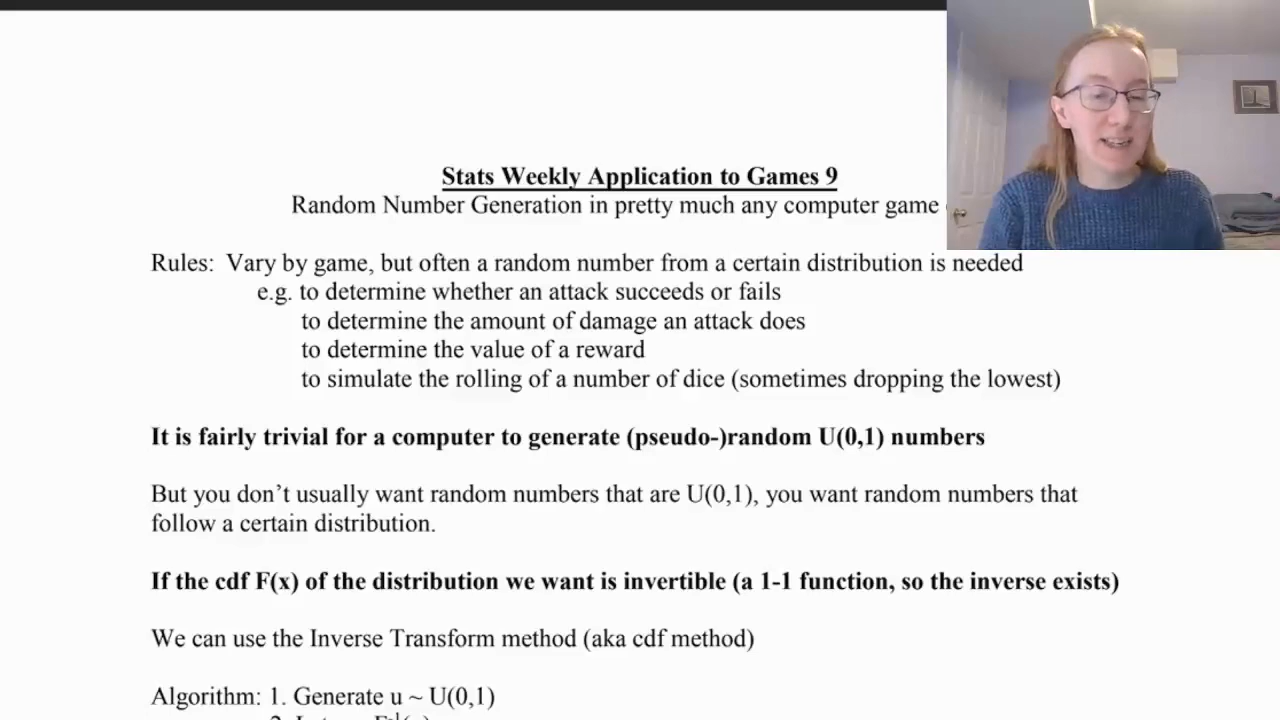 Stats Weekly Application to Games 9
Random Number Generation in pretty much any computer game
Rules: Vary by game, but often a random number from a certain distribution is needed
e.g. to determine whether an attack succeeds or fails
to determine the amount of damage an attack does
to determine the value of a reward
to simulate the rolling of a number of dice (sometimes dropping the lowest)
It is fairly trivial for a computer to generate (pseudo-)random U(0,1) numbers
But you don’t usually want random numbers that are U(0,1), you want random numbers that
follow a certain distribution.
If the cdf F(x) of the distribution we want is invertible (a 1-1 function, so the inverse exists)
We can use the Inverse Transform method (aka cdf method)
Algorithm: 1. Generate u ~ U(0,1)